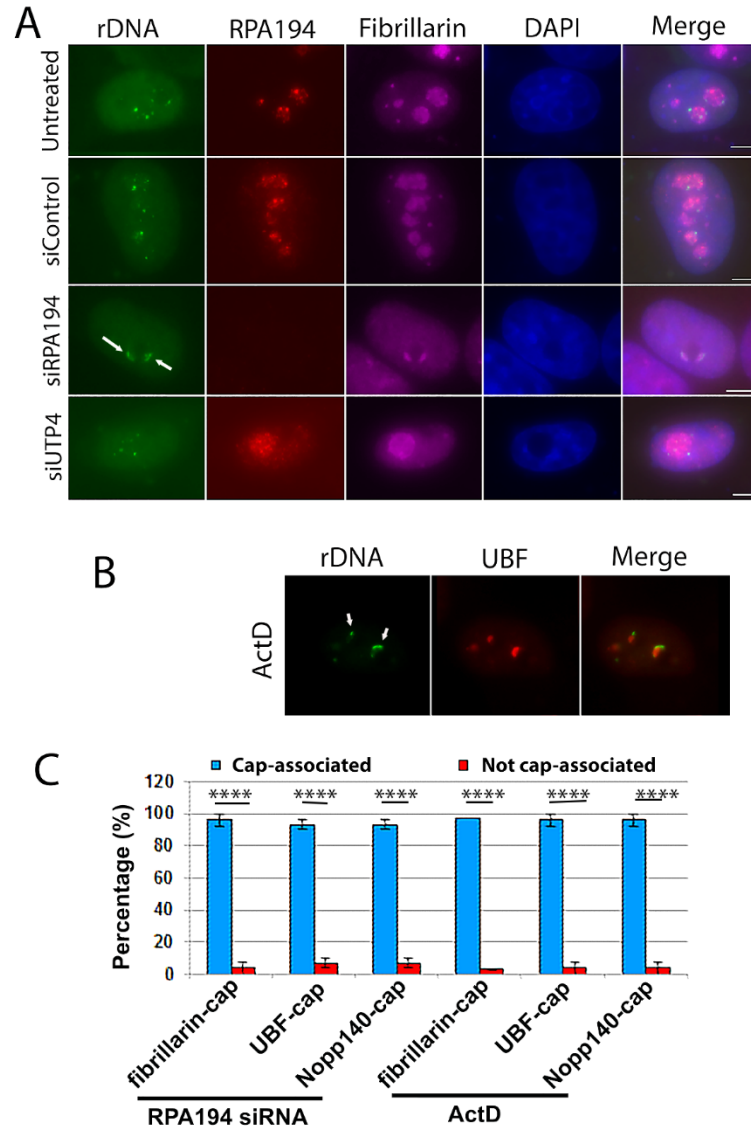 A
rDNA RPA194 Fibrillarin DAPI Merge
Untreated
siControl
siRPA194
siUTP4
B
rDNA UBF Merge
ActD
C
Cap-associated Not cap-associated
Percentage (%)
120
100
80
60
40
20
0
**** **** **** **** **** ****
fibrillarin-cap UBF-cap Nopp140-cap fibrillarin-cap UBF-cap Nopp140-cap
RPA194 siRNA ActD